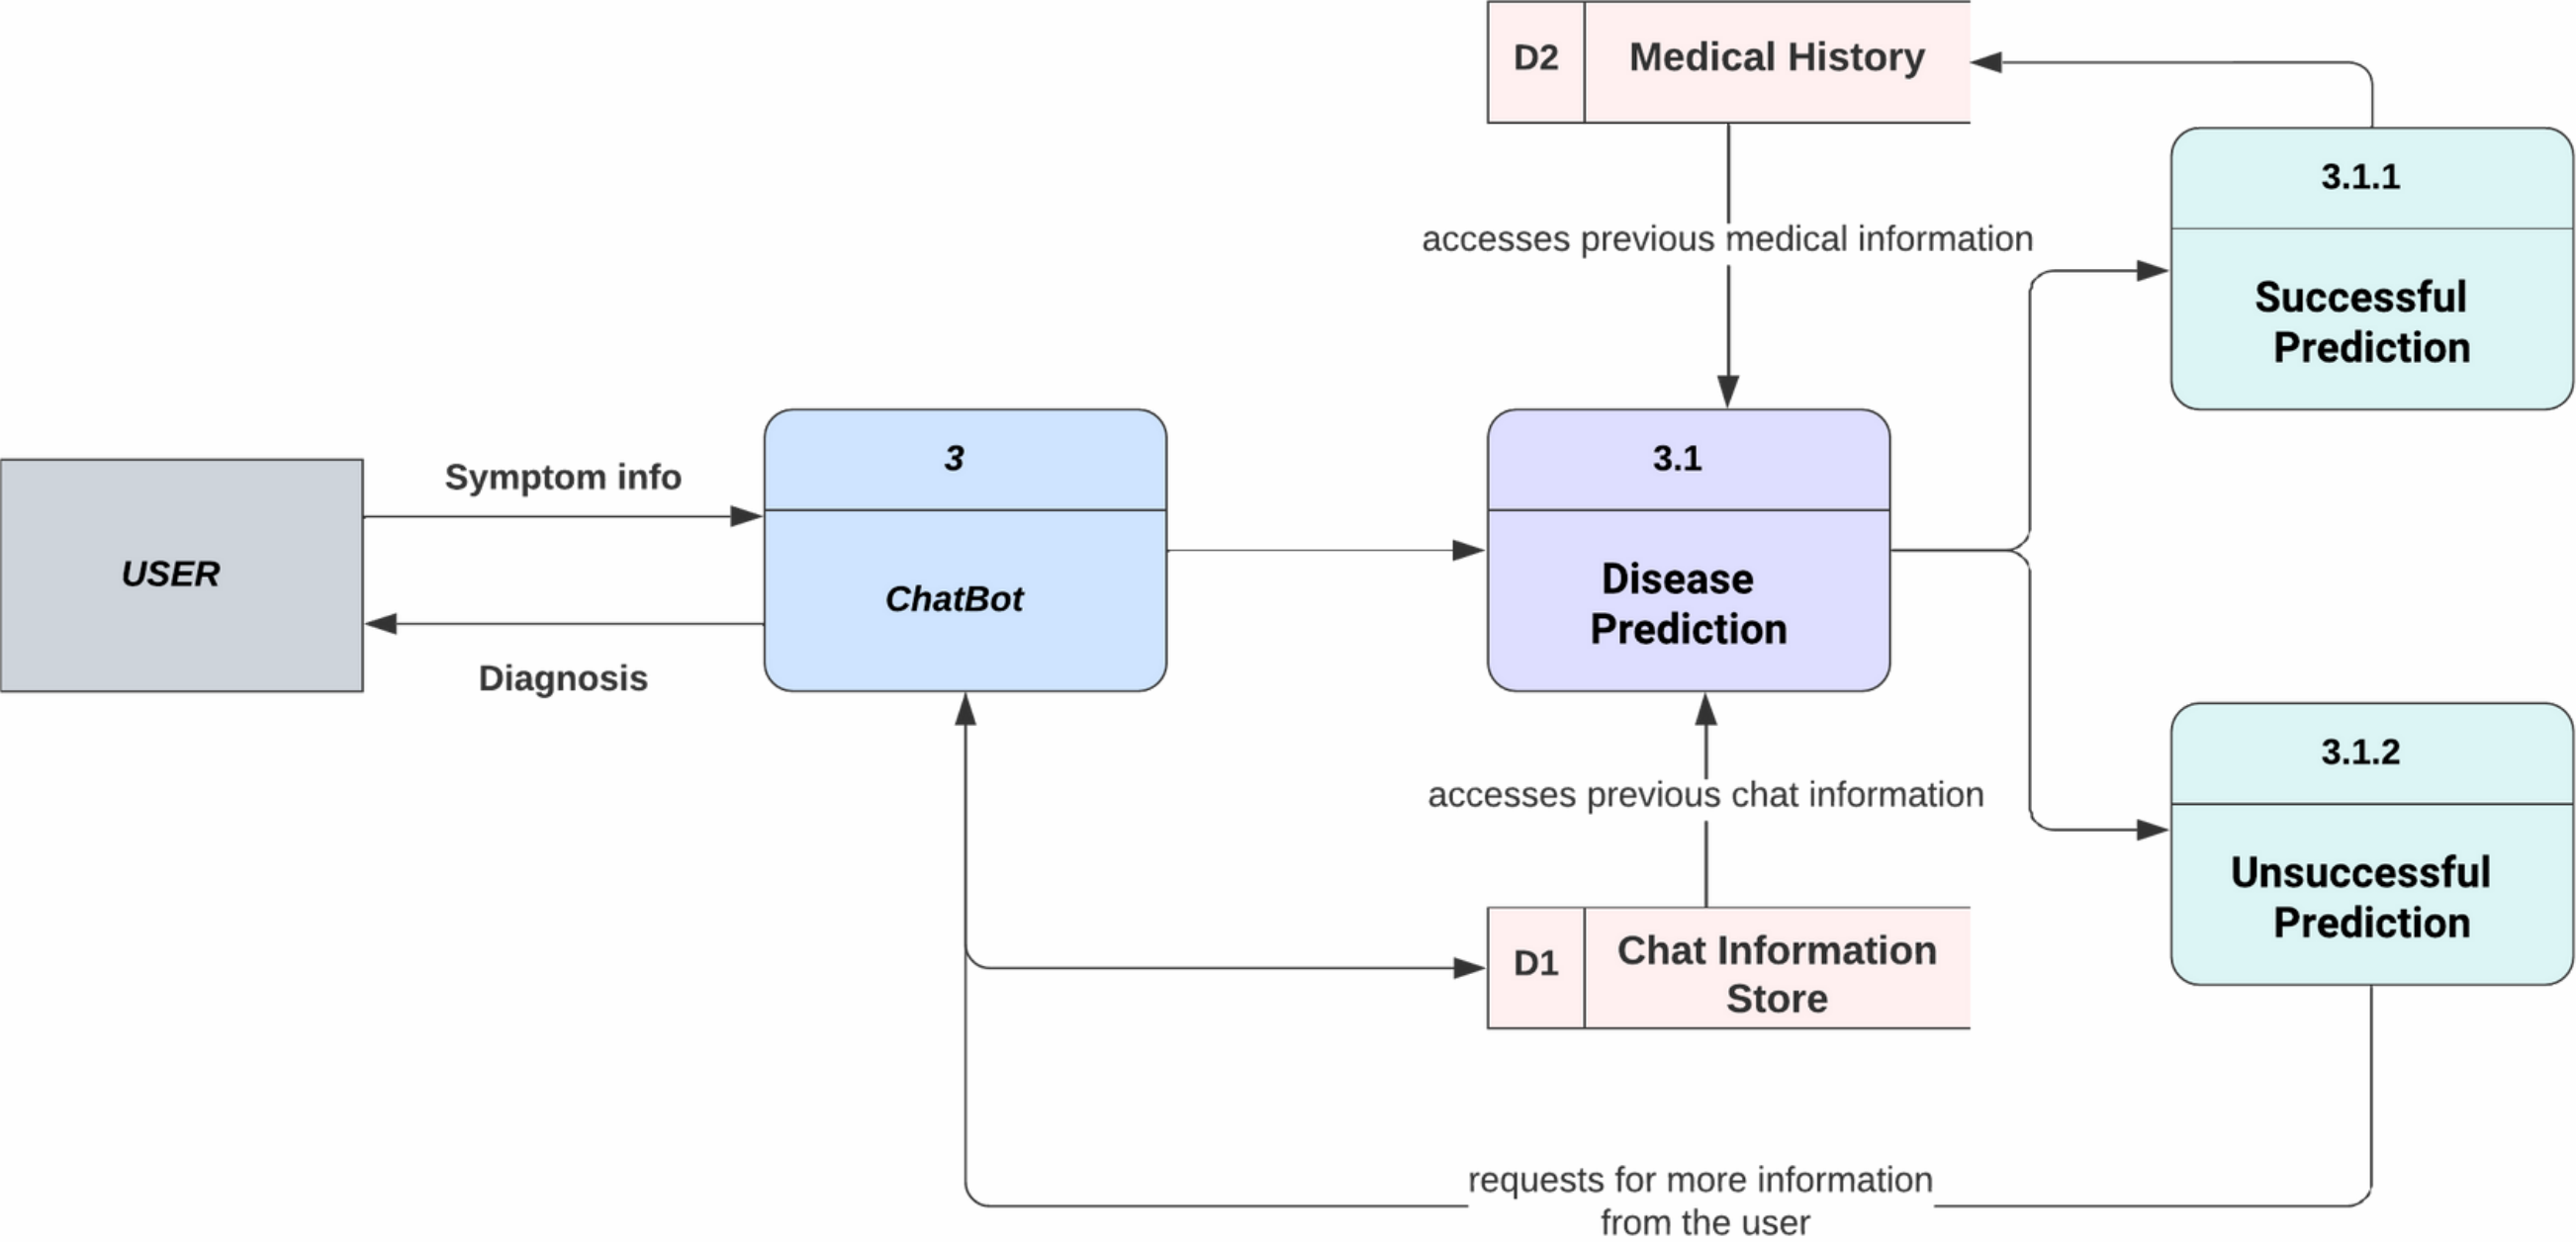 D2
Medical History
accesses previous medical information
3.1.1
Successful
Prediction
USER
Symptom info
Diagnosis
3
ChatBot
3.1
Disease
Prediction
accesses previous chat information
D1
Chat Information
Store
3.1.2
Unsuccessful
Prediction
requests for more information
from the user